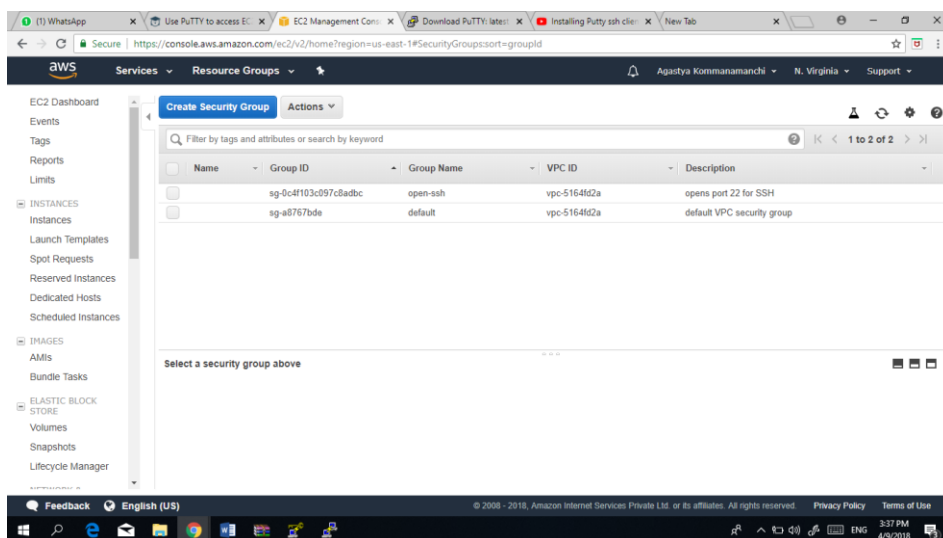 (1) WhatsApp
Use PuTTY to access EC
EC2 Management Cons
Download PuTTY: latest
Installing Putty ssh clien
New Tab
Secure
https://console.aws.amazon.com/ec2/v2/home?region=us-east-1#SecurityGroups:sort=groupId
aws
Services
Resource Groups
Agastya Kommanamanchi
N. Virginia
Support
EC2 Dashboard
Events
Tags
Reports
Limits
INSTANCES
Instances
Launch Templates
Spot Requests
Reserved Instances
Dedicated Hosts
Scheduled Instances
IMAGES
AMIs
Bundle Tasks
ELASTIC BLOCK
STORE
Volumes
Snapshots
Lifecycle Manager
Create Security Group
Actions
Filter by tags and attributes or search by keyword
1 to 2 of 2
Name Group ID Group Name VPC ID Description
sg-0c4f103c097c8adbc open-ssh vpc-5164fd2a opens port 22 for SSH
sg-a8767bde default vpc-5164fd2a default VPC security group
Select a security group above
Feedback
English (US)
© 2008 - 2018, Amazon Internet Services Private Ltd. or its affiliates. All rights reserved.
Privacy Policy
Terms of Use
ENG
3:37 PM
4/9/2018